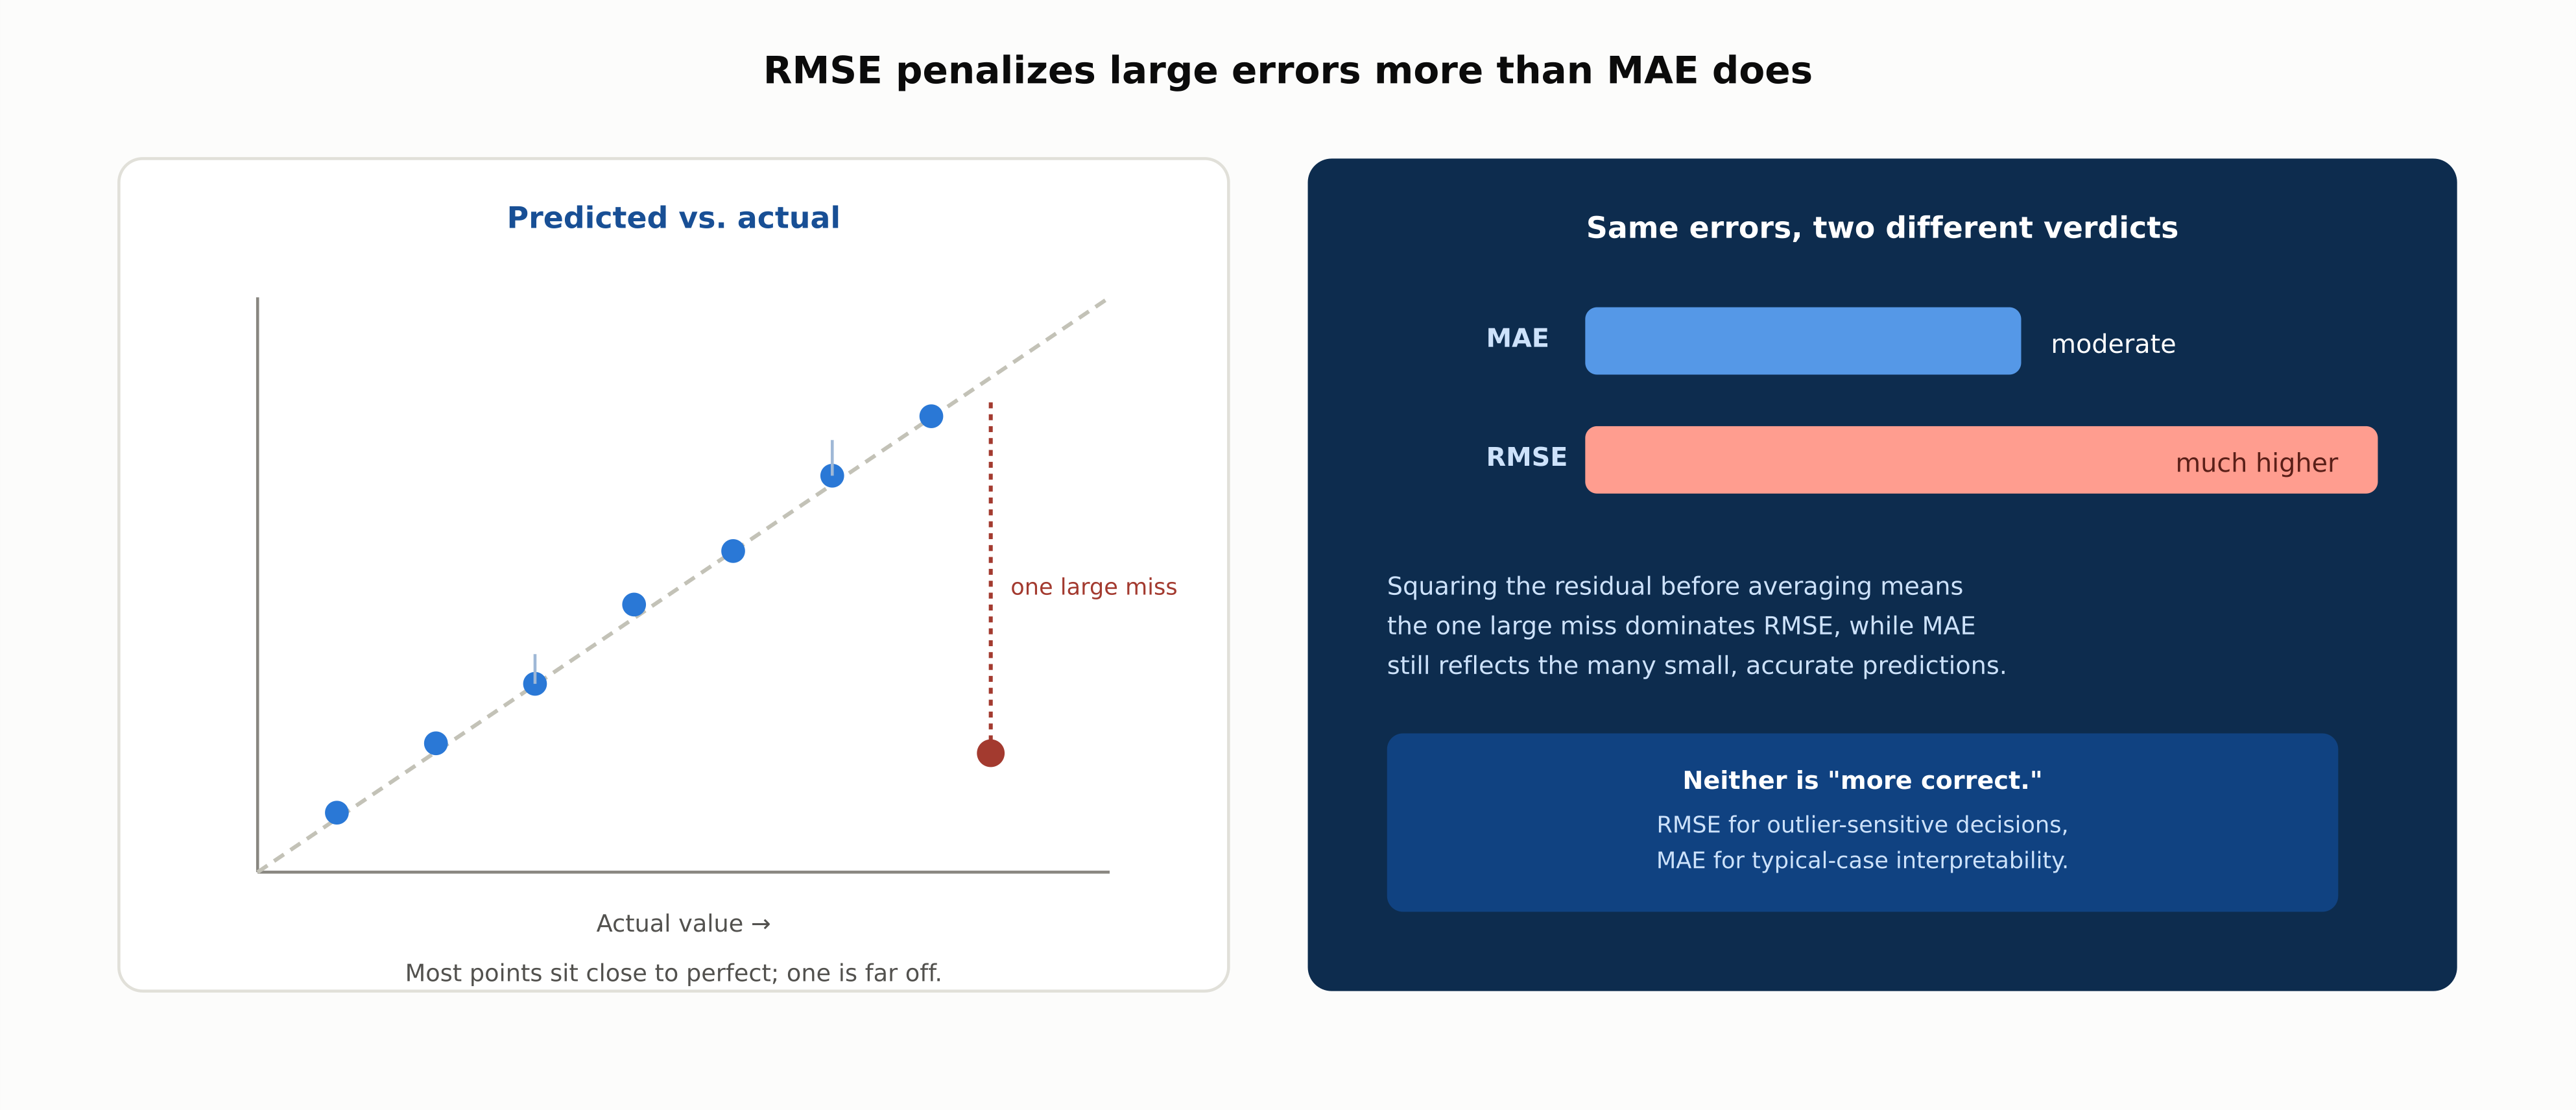 RMSE penalizes large errors more than MAE does
Predicted vs. actual
one large miss
Actual value →
Most points sit close to perfect; one is far off.
Same errors, two different verdicts
MAE
moderate
RMSE
much higher
Squaring the residual before averaging means
the one large miss dominates RMSE, while MAE
still reflects the many small, accurate predictions.
Neither is "more correct."
RMSE for outlier-sensitive decisions,
MAE for typical-case interpretability.